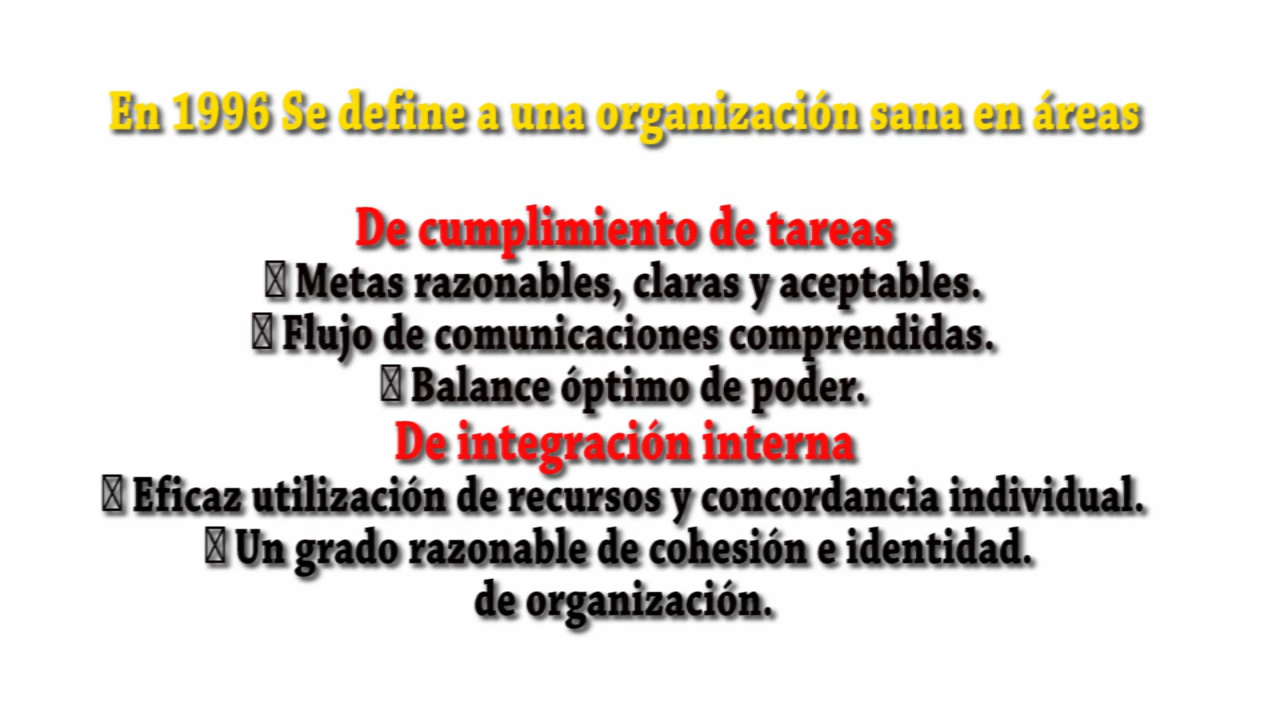 En 1996 Se define a una organización sana en áreas
De cumplimiento de tareas
Metas razonables, claras y aceptables.
Flujo de comunicaciones comprendidas.
Balance óptimo de poder.
De integración interna
Eficaz utilización de recursos y concordancia individual.
Un grado razonable de cohesión e identidad.
de organización.